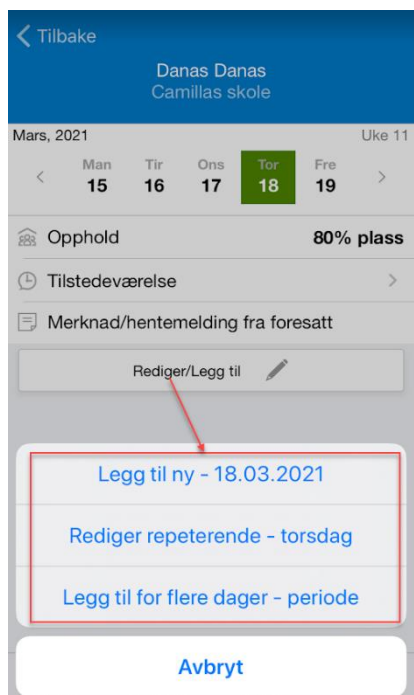 Tilbake
Danas Danas
Camillas skole
Mars, 2021 Uke 11
Man Tir Ons Tor Fre
15 16 17 18 19
Opphold 80% plass
Tilstedeværelse
Merknad/hentemelding fra foresatt
Rediger/Legg til
Legg til ny - 18.03.2021
Rediger repeterende - torsdag
Legg til for flere dager - periode
Avbryt